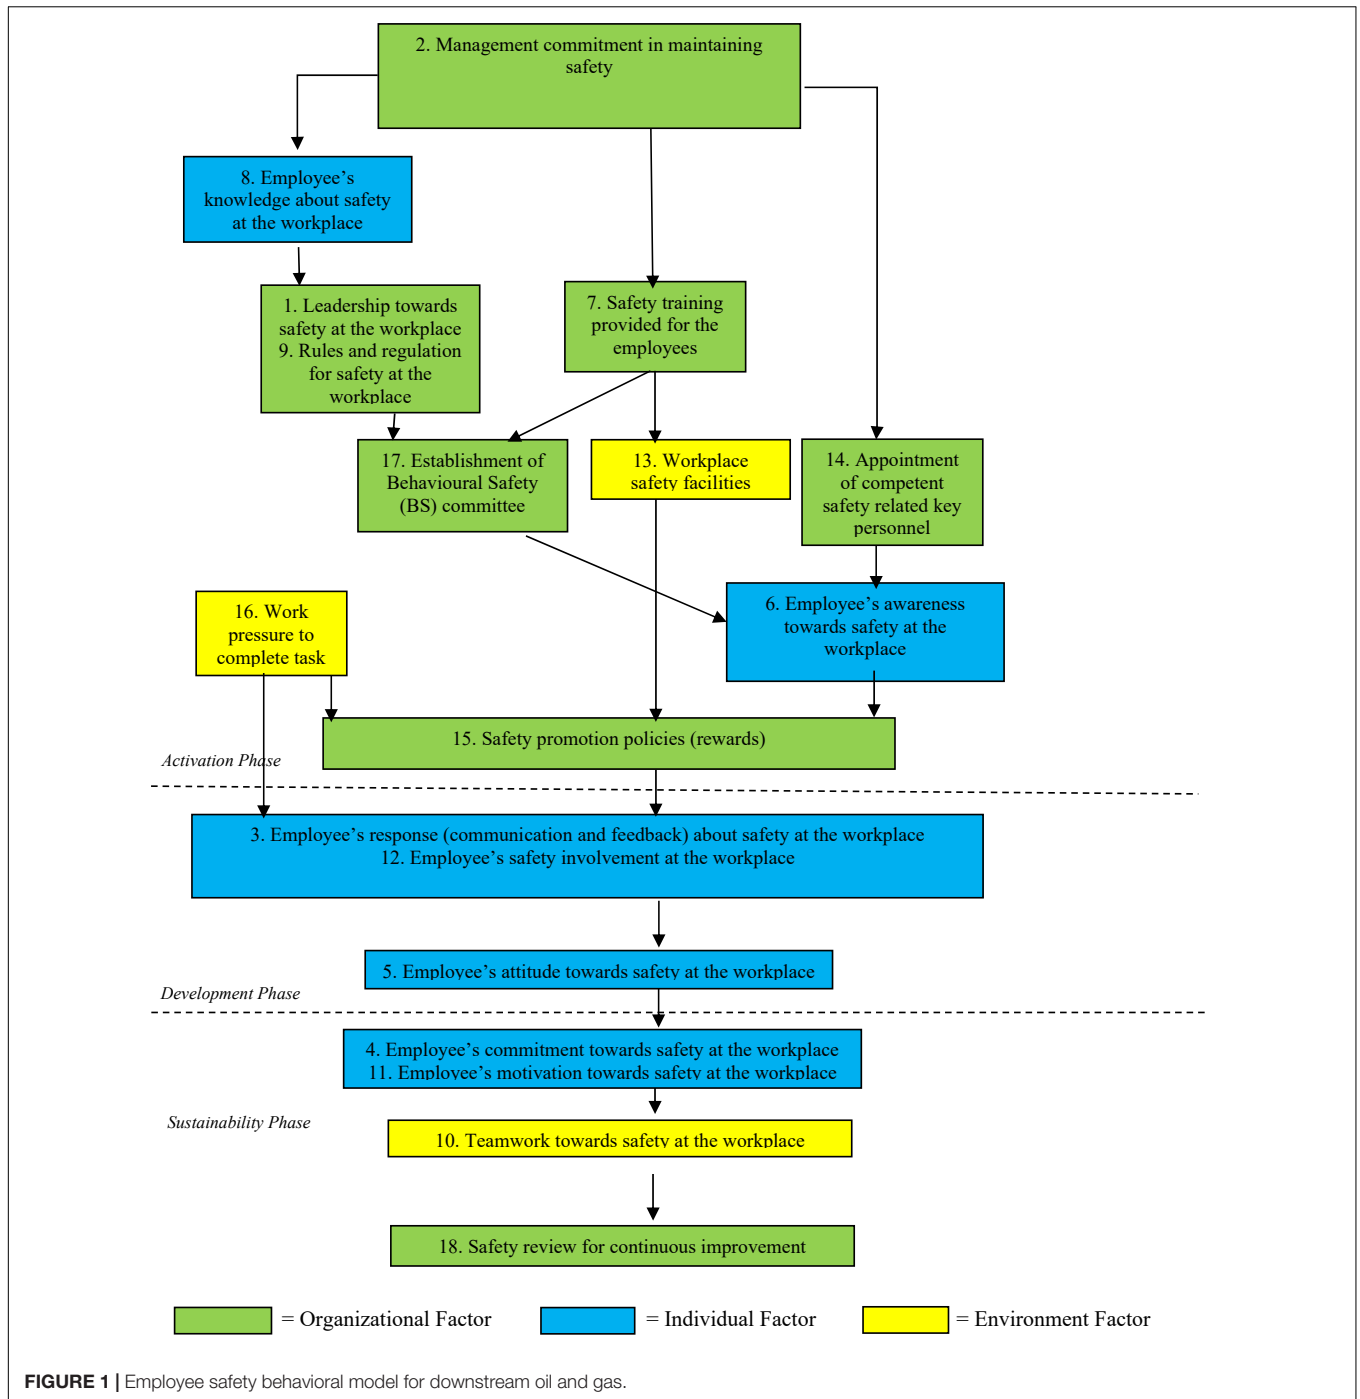 2. Management commitment in maintaining
safety
8. Employee's
knowledge about safety
at the workplace
1. Leadership towards
safety at the workplace
9. Rules and regulation
for safety at the
workplace
7. Safety training
provided for the
employees
17. Establishment of
Behavioural Safety
(BS) committee
13. Workplace
safety facilities
14. Appointment
of competent
safety related key
personnel
16. Work
pressure to
complete task
6. Employee's awareness
towards safety at the
workplace
15. Safety promotion policies (rewards)
Activation Phase
3. Employee's response (communication and feedback) about safety at the workplace
12. Employee's safety involvement at the workplace
5. Employee's attitude towards safety at the workplace
Development Phase
4. Employee's commitment towards safety at the workplace
11. Employee's motivation towards safety at the workplace
Sustainability Phase
10. Teamwork towards safety at the workplace
18. Safety review for continuous improvement
= Organizational Factor
= Individual Factor
= Environment Factor
FIGURE 1 | Employee safety behavioral model for downstream oil and gas.